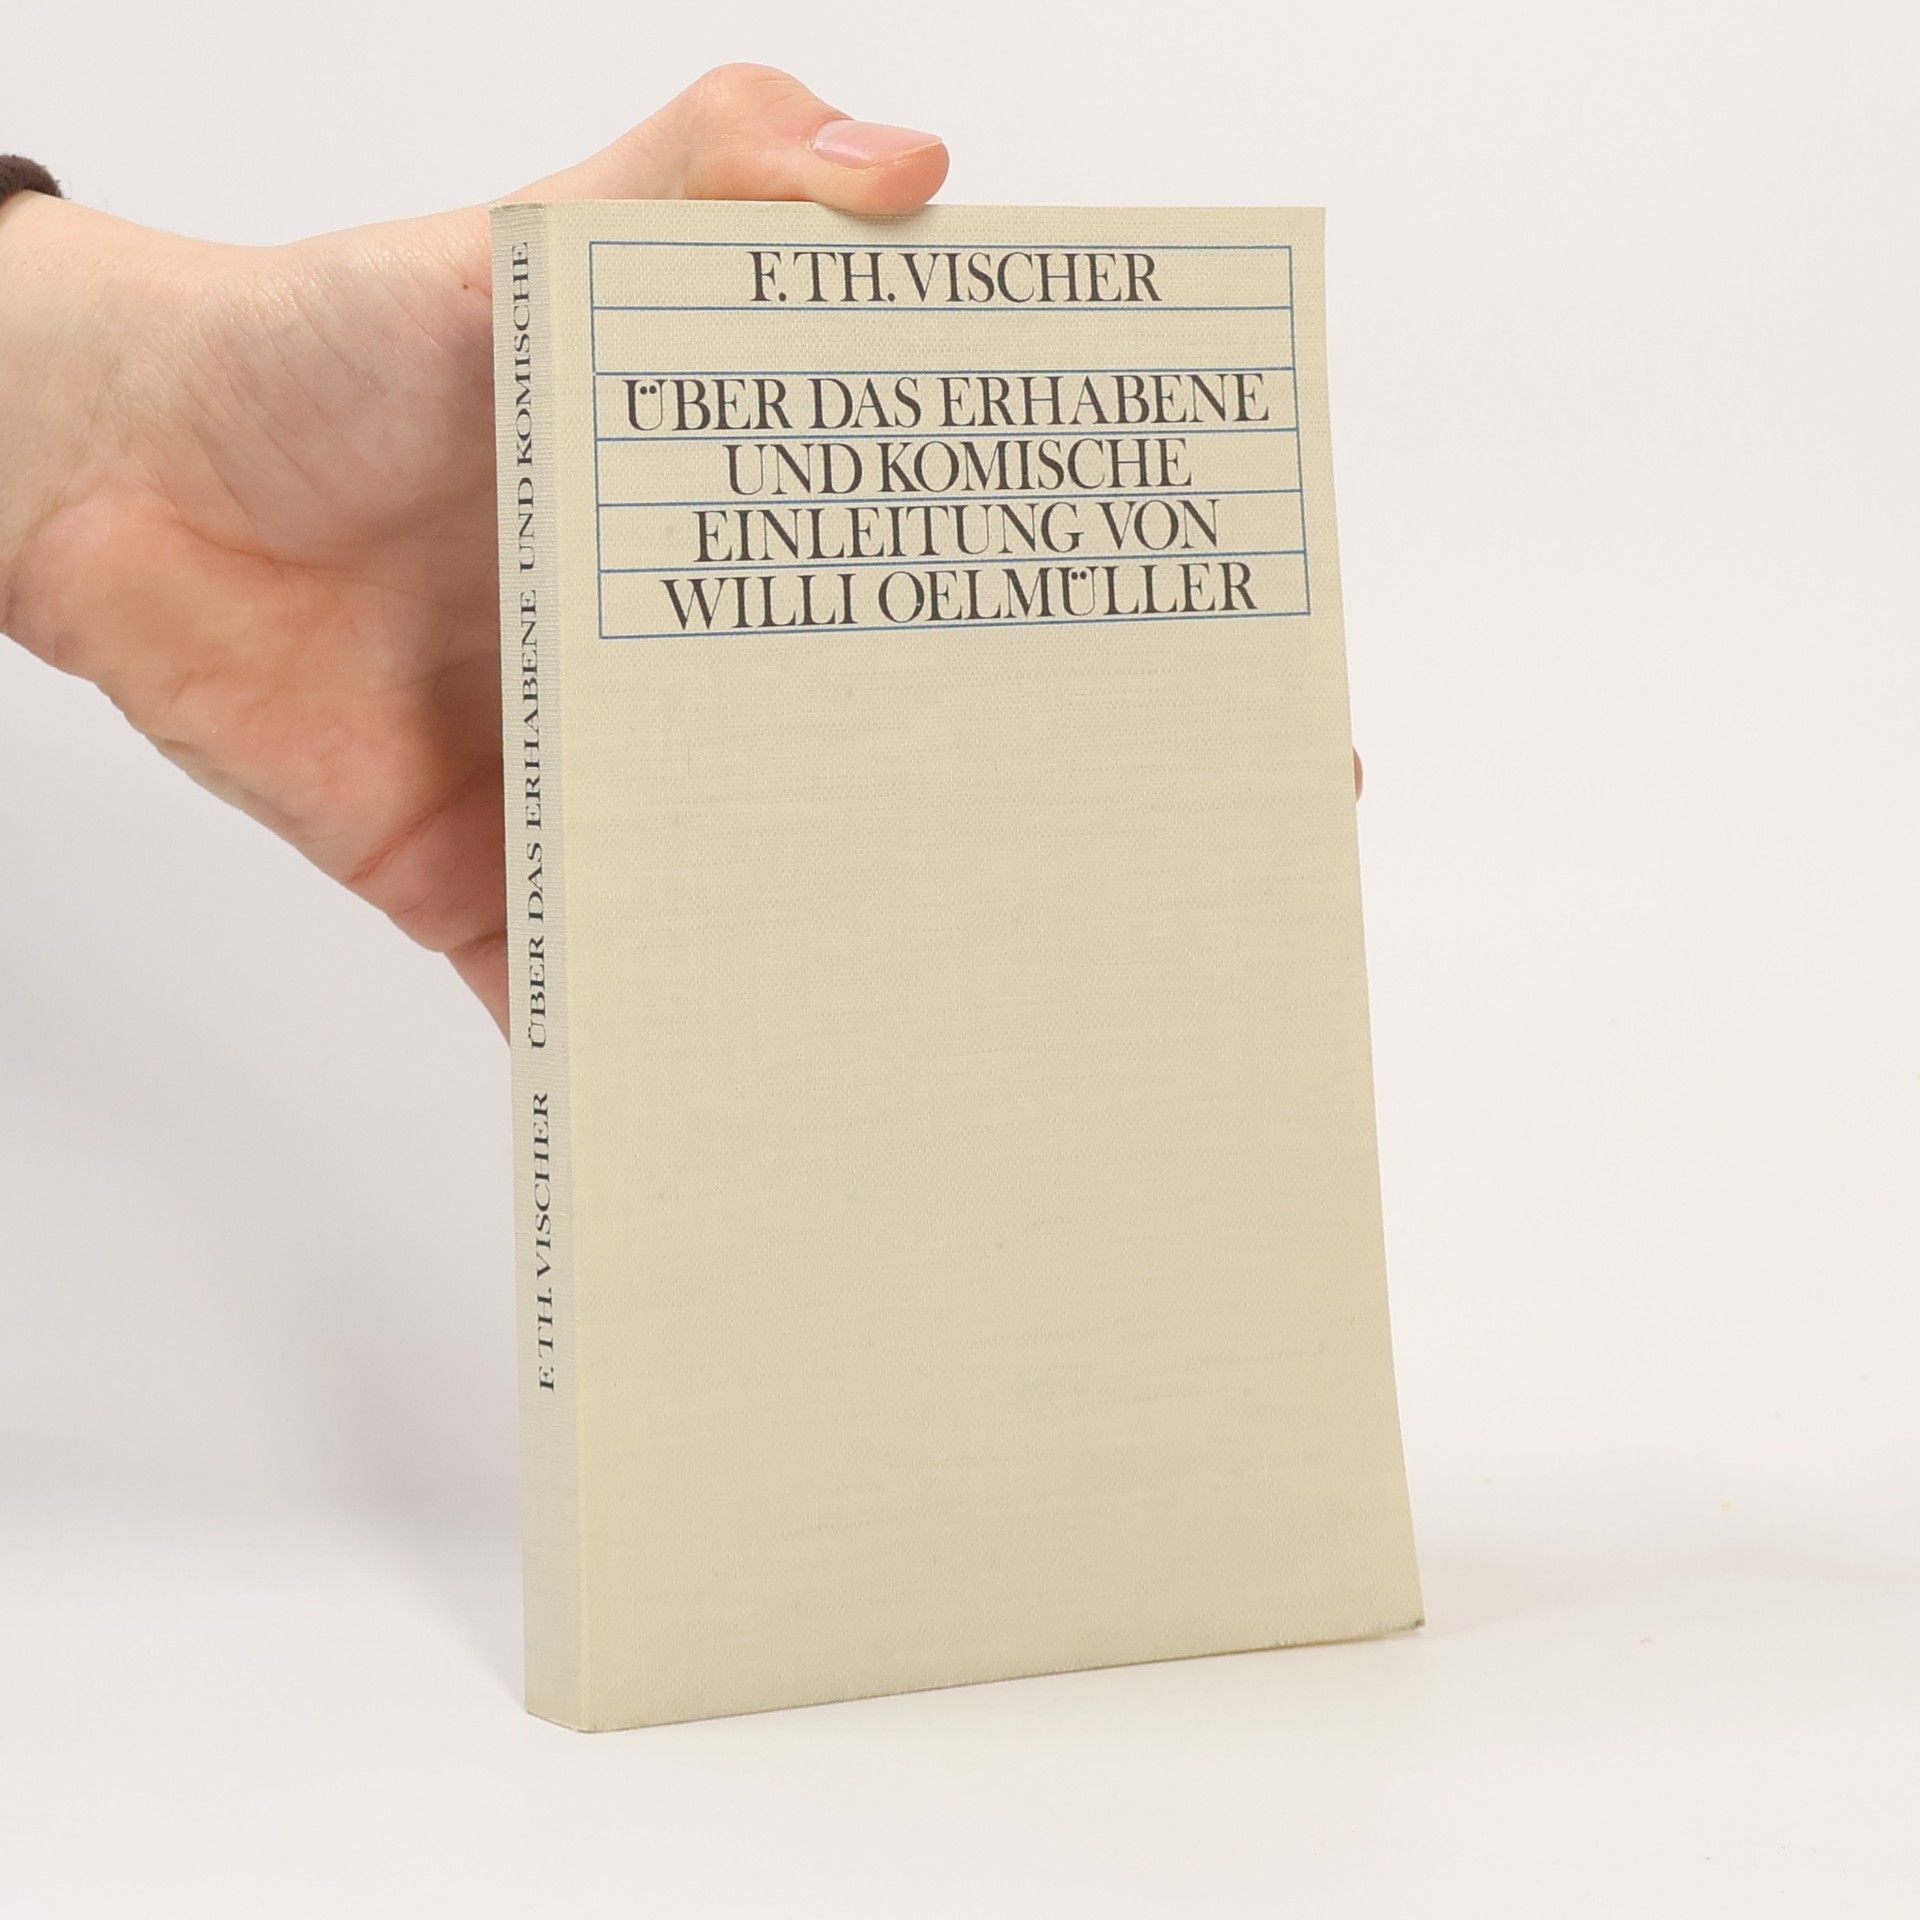 F. TH. VISCHER
ÜBER DAS ERHABENE
UND KOMISCHE
EINLEITUNG VON
WILLI OELMÜLLER
F. TH. VISCHER ÜBER DAS ERHABENE UND KOMISCHE